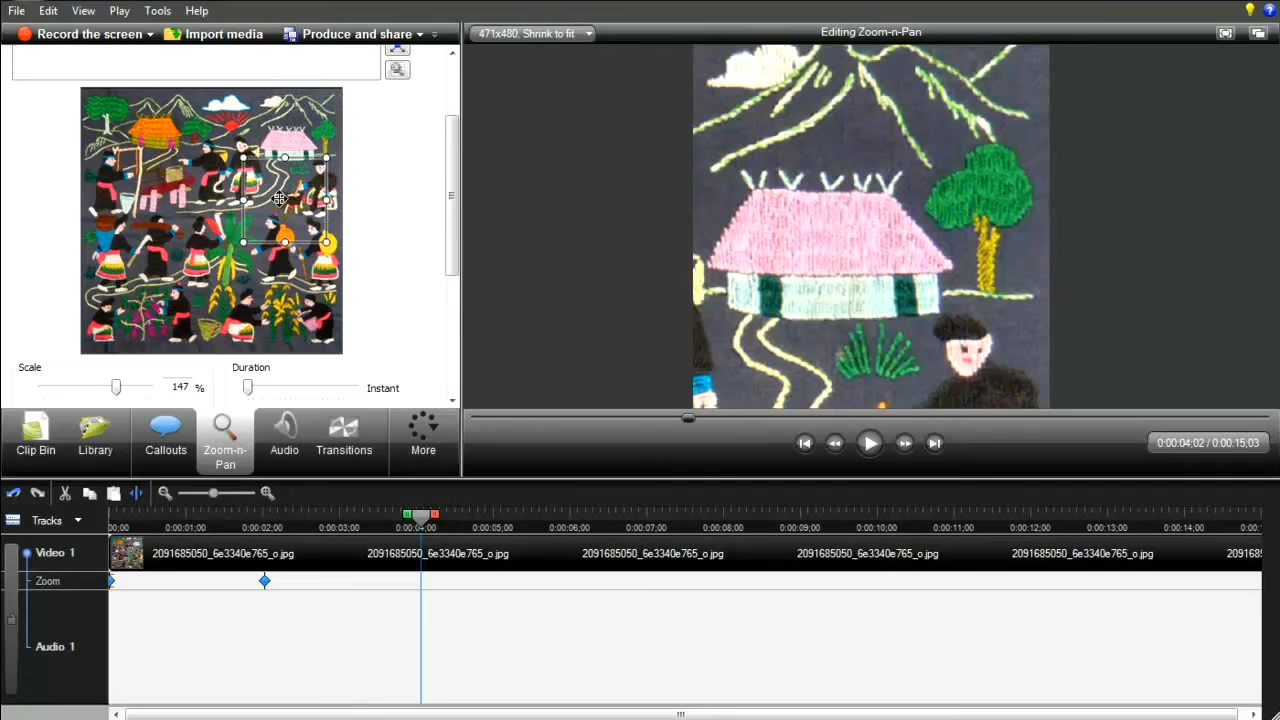 File Edit View Play Tools Help
Record the screen Import media Produce and share
471x480, Shrink to fit
Editing Zoom-n-Pan
Scale
Duration
147 %
Instant
Clip Bin Library Callouts Zoom-n-Pan Audio Transitions More
0:00:04;02 / 0:00:15;03
Tracks
00;00 0:00:01;00 0:00:02;00 0:00:03;00 0:00:04;00 0:00:05;00 0:00:06;00 0:00:07;00 0:00:08;00 0:00:09;00 0:00:10;00 0:00:11;00 0:00:12;00 0:00:13;00 0:00:14;00 0:00:1
Video 1 2091685050_6e3340e765_o.jpg 2091685050_6e3340e765_o.jpg 2091685050_6e3340e765_o.jpg 2091685050_6e3340e765_o.jpg 2091685050_6e3340e765_o.jpg 209168
Zoom
Audio 1